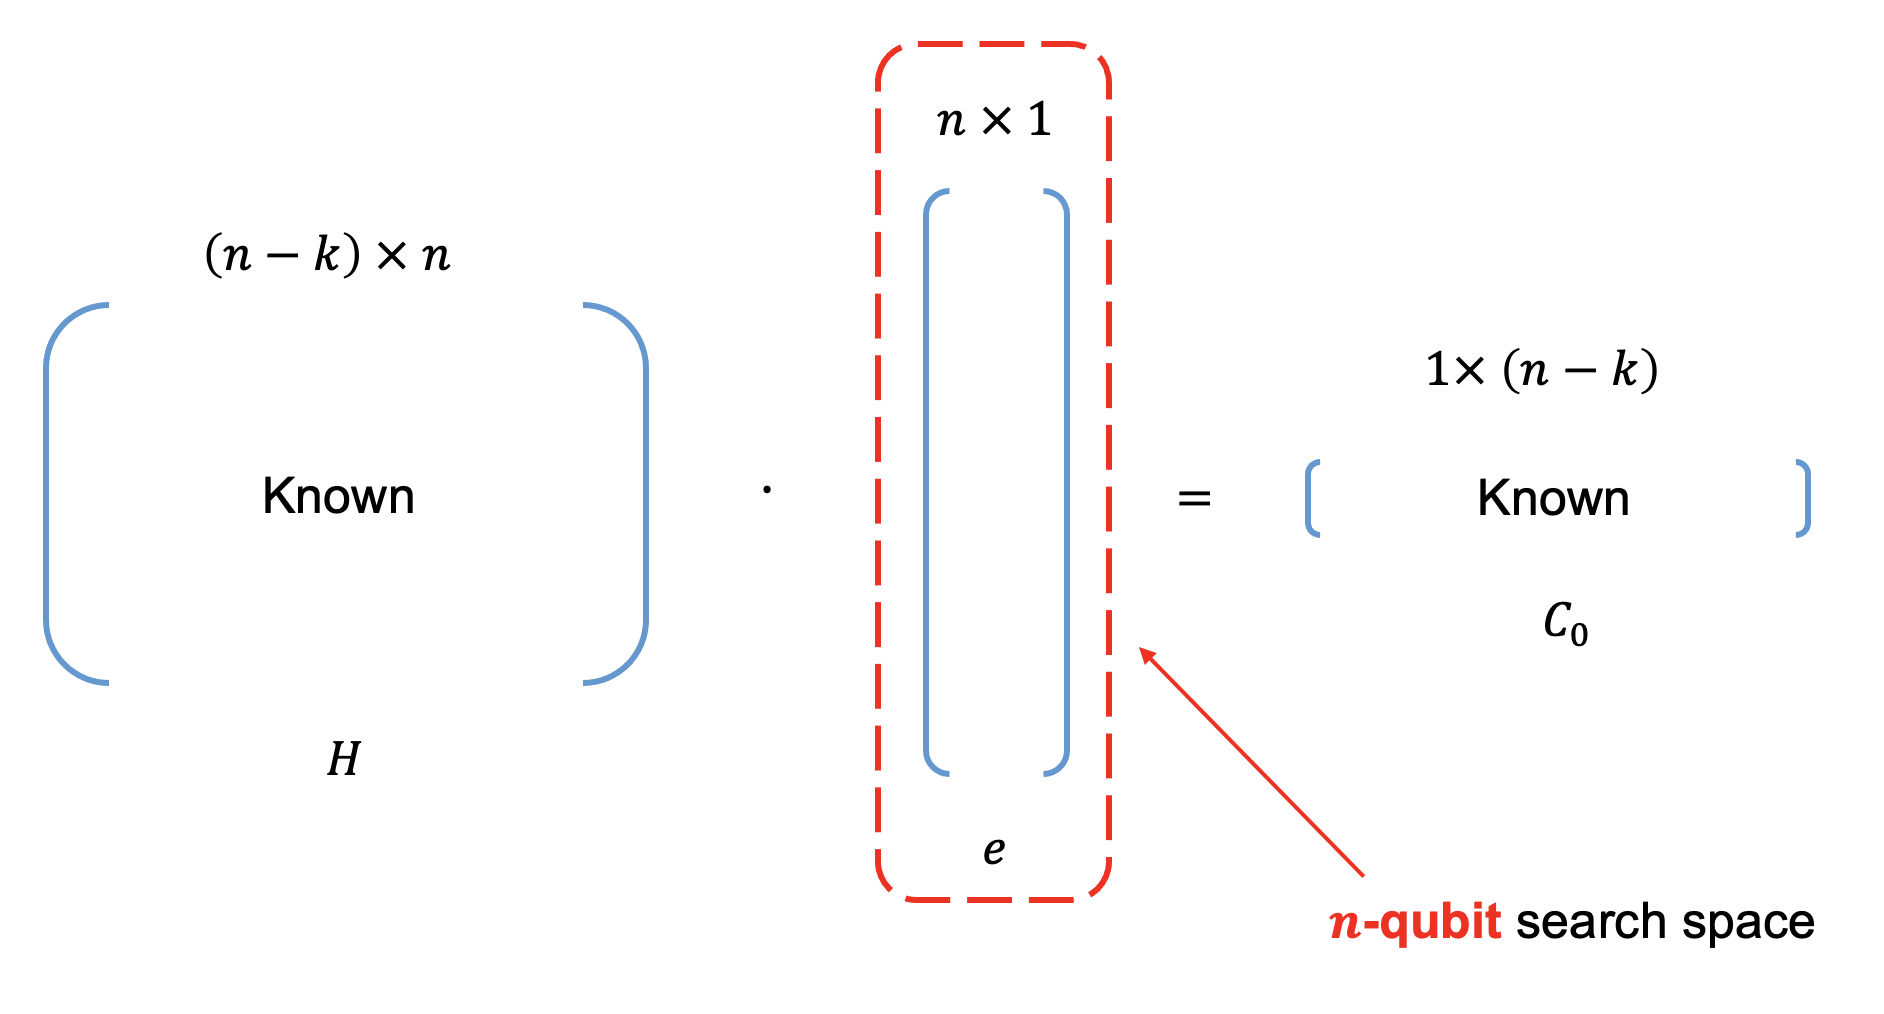 n × 1
(n − k) × n
1× (n − k)
Known
·
=
Known
C₀
H
e
n-qubit search space